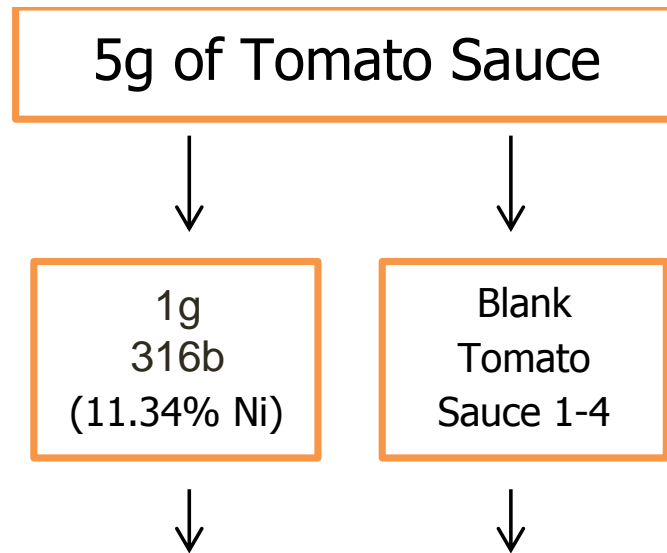 5g of Tomato Sauce
1g
316b
(11.34% Ni)
Blank
Tomato
Sauce 1-4